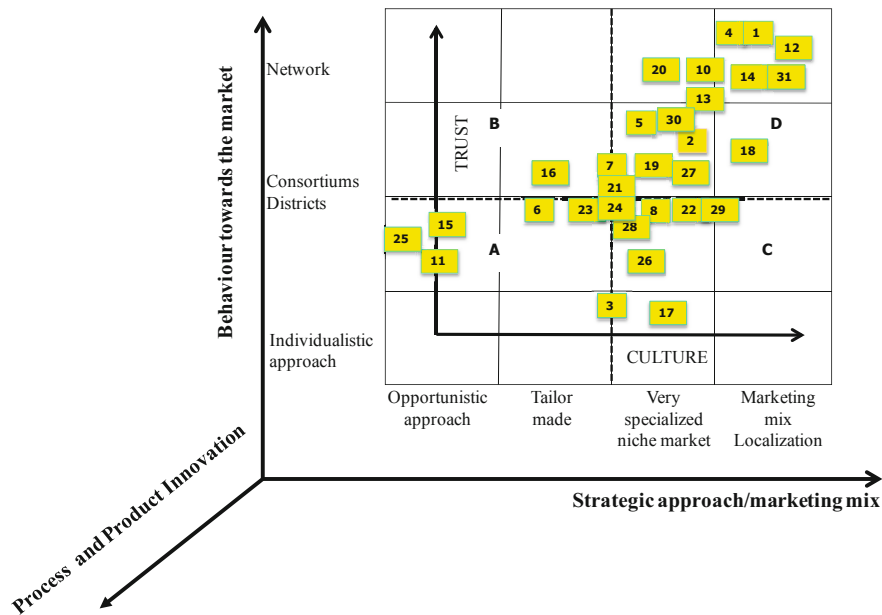 Behaviour towards the market
Network
Consortiums
Districts
Individualistic
approach
4
1
12
20
10
14
31
13
B
TRUST
5
30
D
2
18
16
7
19
27
21
6
23
24
8
22
29
15
28
25
11
A
26
C
3
17
CULTURE
Opportunistic
approach
Tailor
made
Very
specialized
niche market
Marketing
mix
Localization
Process and Product Innovation
Strategic approach/marketing mix